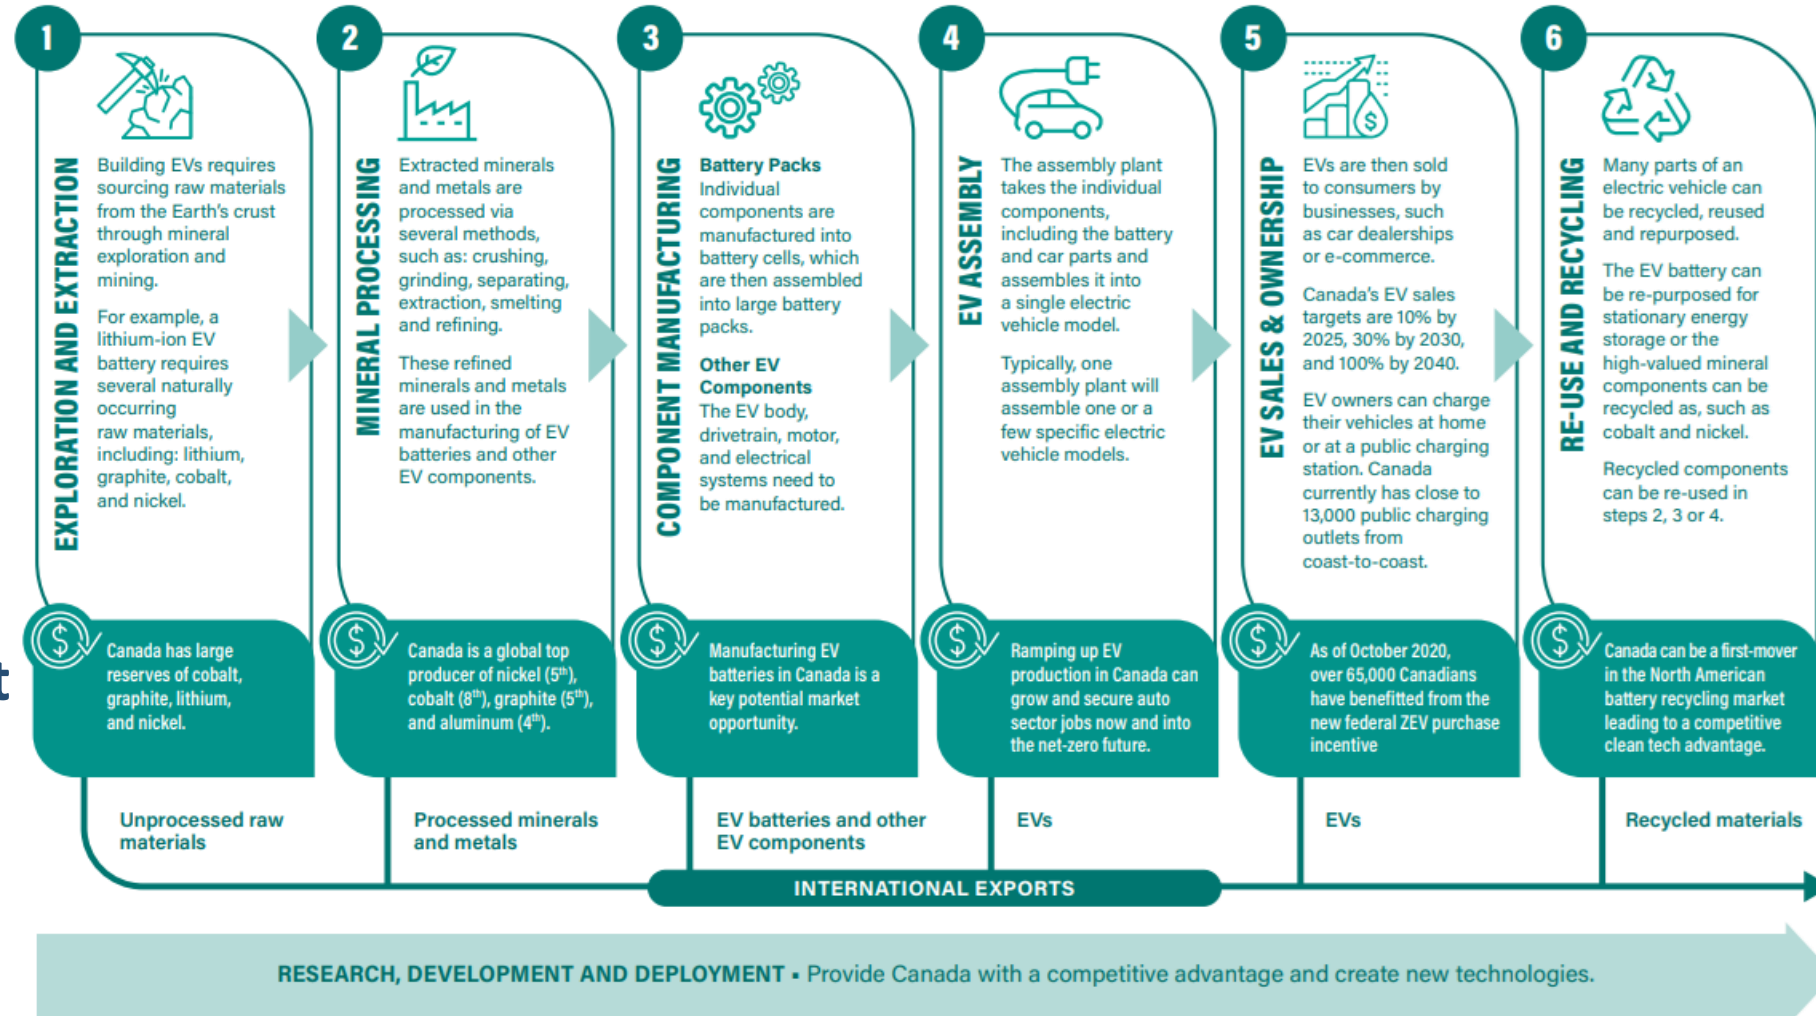 1
EXPLORATION AND EXTRACTION
Building EVs requires
sourcing raw materials
from the Earth's crust
through mineral
exploration and
mining.
For example, a
lithium-ion EV
battery requires
several naturally
occurring
raw materials,
including: lithium,
graphite, cobalt,
and nickel.
$
Canada has large
reserves of cobalt,
graphite, lithium,
and nickel.
Unprocessed raw
materials
2
MINERAL PROCESSING
Extracted minerals
and metals are
processed via
several methods,
such as: crushing,
grinding, separating,
extraction, smelting
and refining.
These refined
minerals and metals
are used in the
manufacturing of EV
batteries and other
EV components.
$
Canada is a global top
producer of nickel (5th),
cobalt (8th), graphite (5th),
and aluminum (4th).
Processed minerals
and metals
3
COMPONENT MANUFACTURING
Battery Packs
Individual
components are
manufactured into
battery cells, which
are then assembled
into large battery
packs.
Other EV
Components
The EV body,
drivetrain, motor,
and electrical
systems need to
be manufactured.
$
Manufacturing EV
batteries in Canada is a
key potential market
opportunity.
EV batteries and other
EV components
4
EV ASSEMBLY
The assembly plant
takes the individual
components,
including the battery
and car parts and
assembles it into
a single electric
vehicle model.
Typically, one
assembly plant will
assemble one or a
few specific electric
vehicle models.
$
Ramping up EV
production in Canada can
grow and secure auto
sector jobs now and into
the net-zero future.
EVs
5
$
EV SALES & OWNERSHIP
EVs are then sold
to consumers by
businesses, such
as car dealerships
or e-commerce.
Canada's EV sales
targets are 10% by
2025, 30% by 2030,
and 100% by 2040.
EV owners can charge
their vehicles at home
or at a public charging
station. Canada
currently has close to
13,000 public charging
outlets from
coast-to-coast.
$
As of October 2020,
over 65,000 Canadians
have benefitted from the
new federal ZEV purchase
incentive
EVs
6
RE-USE AND RECYCLING
Many parts of an
electric vehicle can
be recycled, reused
and repurposed.
The EV battery can
be re-purposed for
stationary energy
storage or the
high-valued mineral
components can be
recycled as, such as
cobalt and nickel.
Recycled components
can be re-used in
steps 2, 3 or 4.
$
Canada can be a first-mover
in the North American
battery recycling market
leading to a competitive
clean tech advantage.
Recycled materials
t
INTERNATIONAL EXPORTS
RESEARCH, DEVELOPMENT AND DEPLOYMENT ▪ Provide Canada with a competitive advantage and create new technologies.